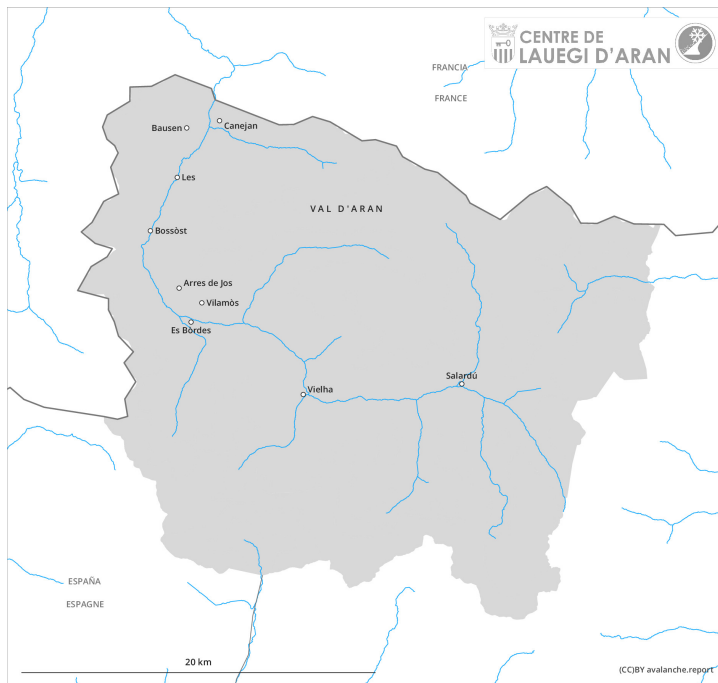 CENTRE DE
LAUEGI D'ARAN
FRANCIA
FRANCE
Canejan
Bausen
Les
VAL D'ARAN
Bossòst
Arres de Jos
Vilamòs
Es Bòrdes
Salardú
Vielha
ESPAÑA
ESPAGNE
20 km
(CC)BY avalanche.report